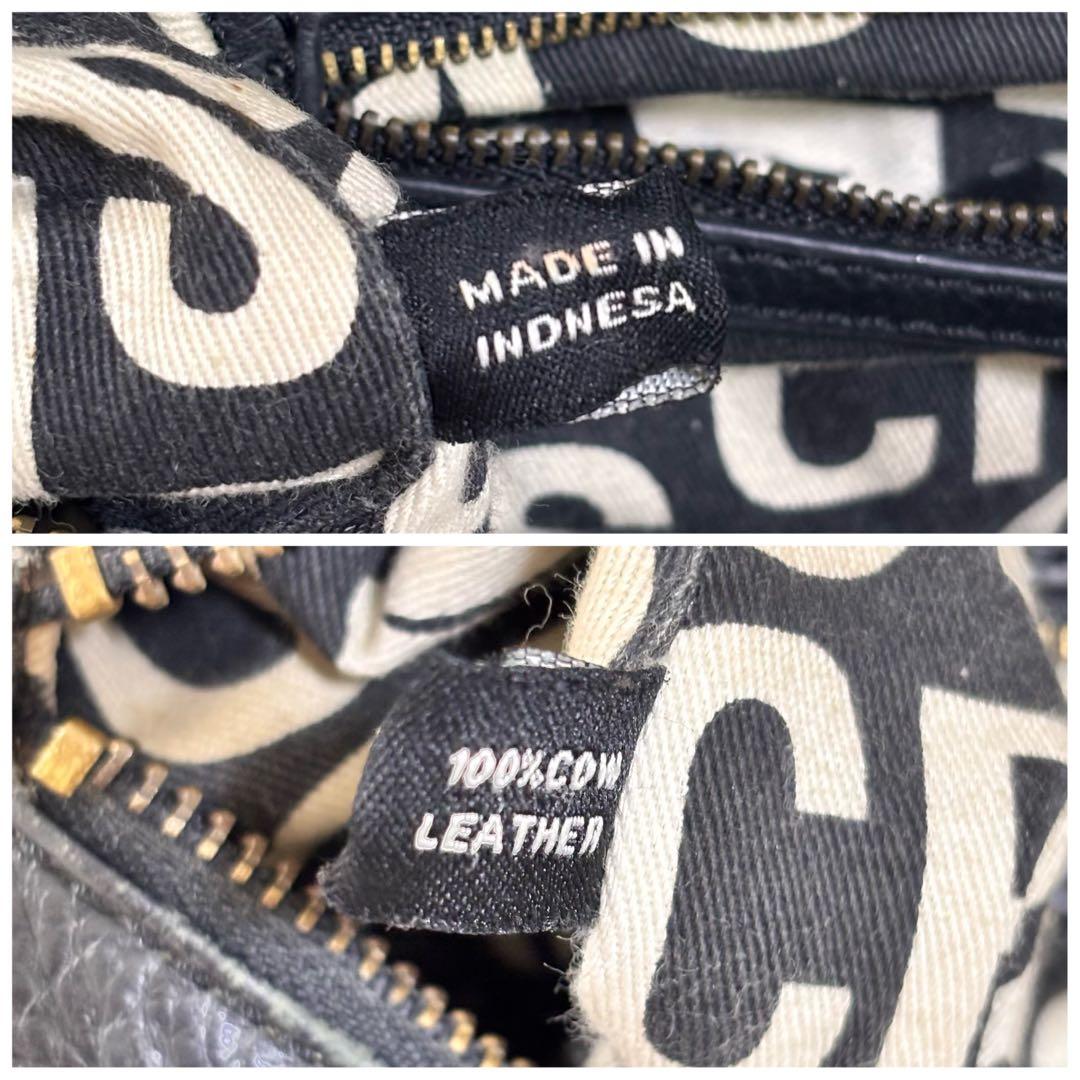 MADE IN
INDNESA
100%COW
LEATHER